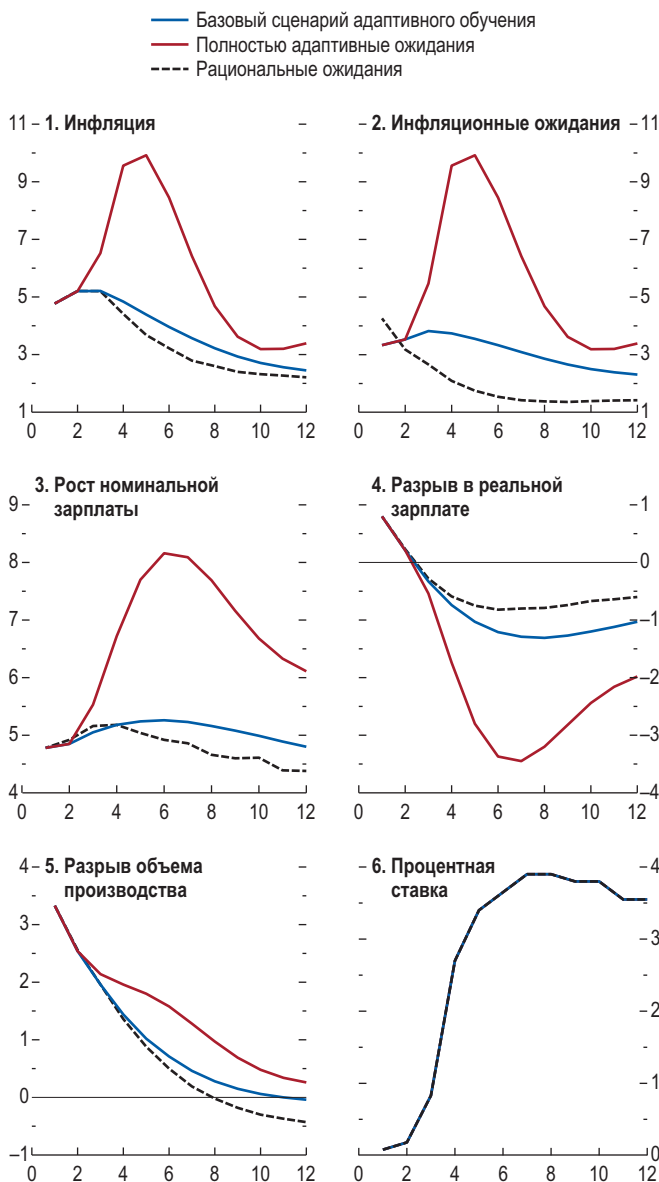 Базовый сценарий адаптивного обучения
Полностью адаптивные ожидания
Рациональные ожидания
1. Инфляция
11
9
7
5
3
1
0 2 4 6 8 10 12
2. Инфляционные ожидания
11
9
7
5
3
1
0 2 4 6 8 10 12
3. Рост номинальной
зарплаты
9
8
7
6
5
4
0 2 4 6 8 10 12
4. Разрыв в реальной
зарплате
1
0
–1
–2
–3
–4
0 2 4 6 8 10 12
5. Разрыв объема
производства
4
3
2
1
0
–1
0 2 4 6 8 10 12
6. Процентная
ставка
4
3
2
1
0
0 2 4 6 8 10 12